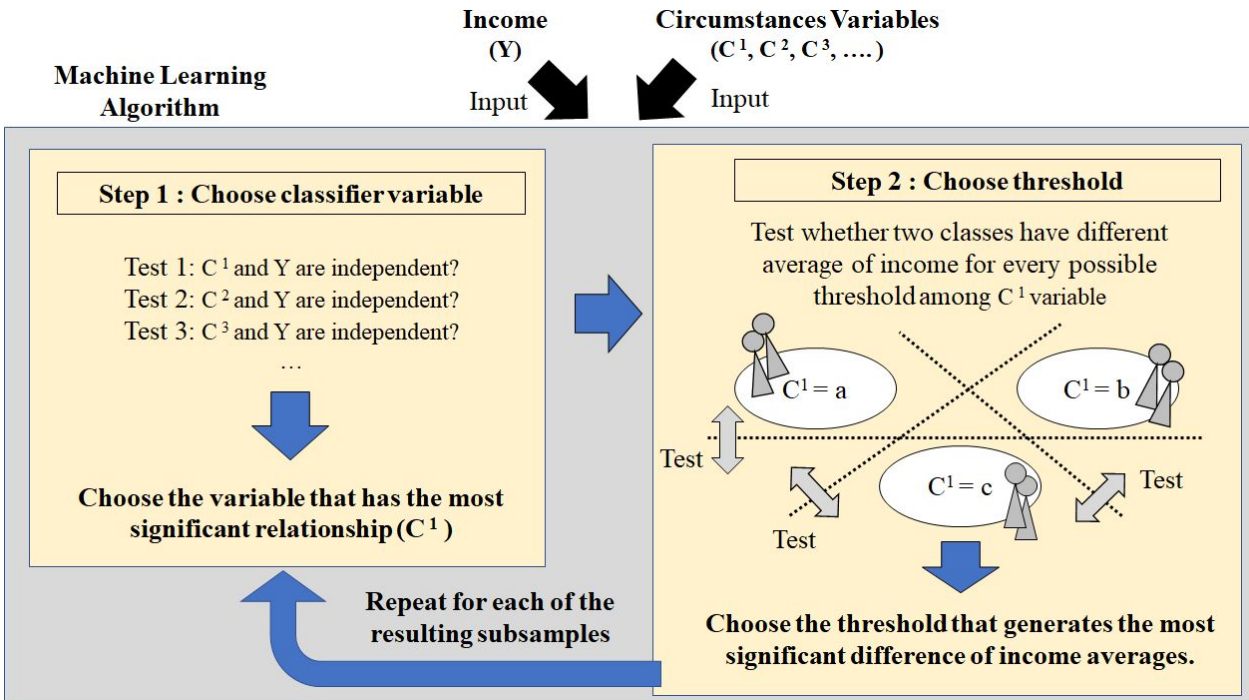 Income
(Y)
Circumstances Variables
(C¹, C², C³, ....)
Machine Learning
Algorithm
Input
Input
Step 1 : Choose classifier variable
Test 1: C¹ and Y are independent?
Test 2: C² and Y are independent?
Test 3: C³ and Y are independent?
...
Choose the variable that has the most
significant relationship (C¹)
Step 2 : Choose threshold
Test whether two classes have different
average of income for every possible
threshold among C¹ variable
C¹ = a
C¹ = b
C¹ = c
Test
Test
Test
Choose the threshold that generates the most
significant difference of income averages.
Repeat for each of the
resulting subsamples